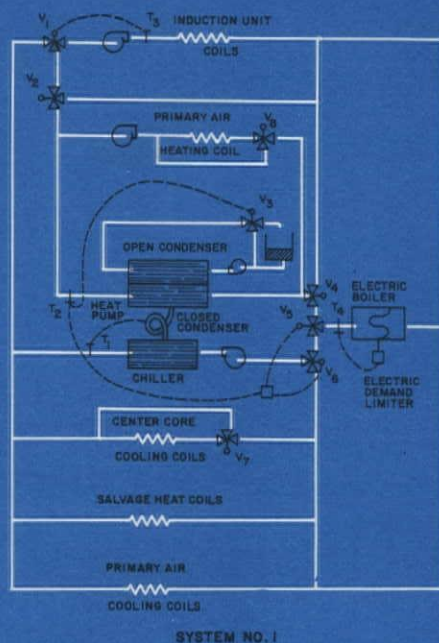 V1
T3
INDUCTION UNIT
COILS
V2
PRIMARY AIR
V8
HEATING COIL
V3
OPEN CONDENSER
V4
ELECTRIC
BOILER
T2
HEAT
PUMP
CLOSED
CONDENSER
V5
T4
T1
CHILLER
V6
ELECTRIC
DEMAND
LIMITER
CENTER CORE
COOLING COILS
V7
SALVAGE HEAT COILS
PRIMARY AIR
COOLING COILS
SYSTEM NO. 1